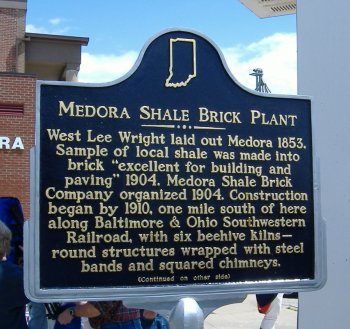 MEDORA SHALE BRICK PLANT
West Lee Wright laid out Medora 1853.
Sample of local shale was made into
brick "excellent for building and
paving" 1904. Medora Shale Brick
Company organized 1904. Construction
began by 1910, one mile south of here
along Baltimore & Ohio Southwestern
Railroad, with six beehive kilns—
round structures wrapped with steel
bands and squared chimneys.
(Continued on other side)
RA